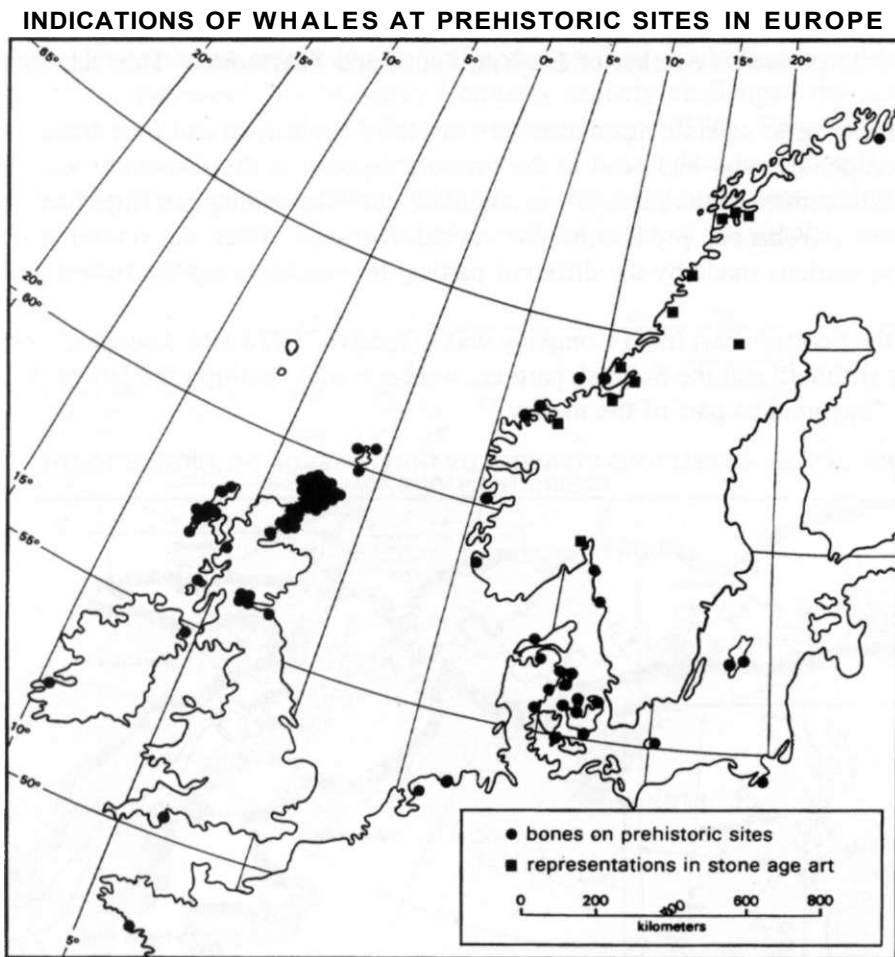 INDICATIONS OF WHALES AT PREHISTORIC SITES IN EUROPE
65° 20° 15° 10° 5° 0° 5° 10° 15° 20°
20°
60°
15°
55°
10°
50°
5°
bones on prehistoric sites
representations in stone age art
0 200 400 600 800
kilometers